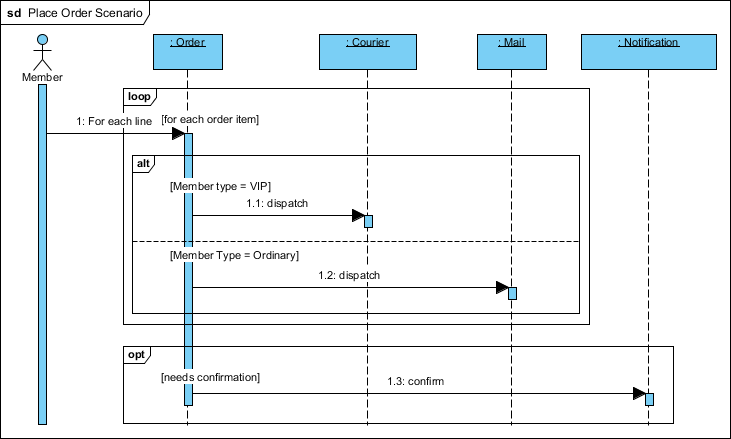 sd Place Order Scenario
: Order
: Courier
: Mail
: Notification
Member
loop
1: For each line
[for each order item]
alt
[Member type = VIP]
1.1: dispatch
[Member Type = Ordinary]
1.2: dispatch
opt
[needs confirmation]
1.3: confirm